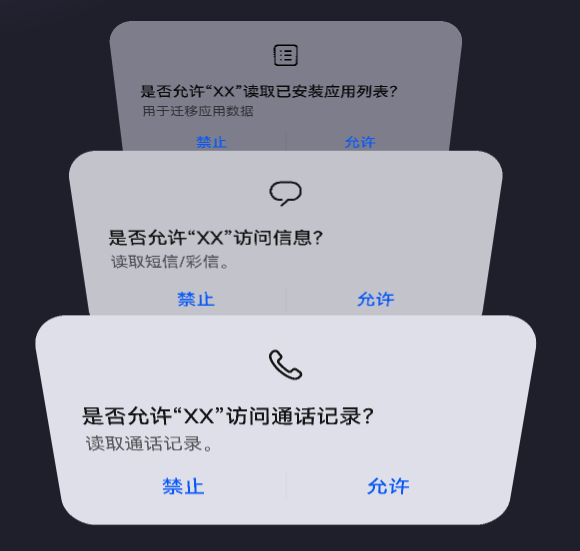 是否允许“XX”读取已安装应用列表?
用于迁移应用数据
禁止 允许
是否允许“XX”访问信息?
读取短信/彩信。
禁止 允许
是否允许“XX”访问通话记录?
读取通话记录。
禁止 允许